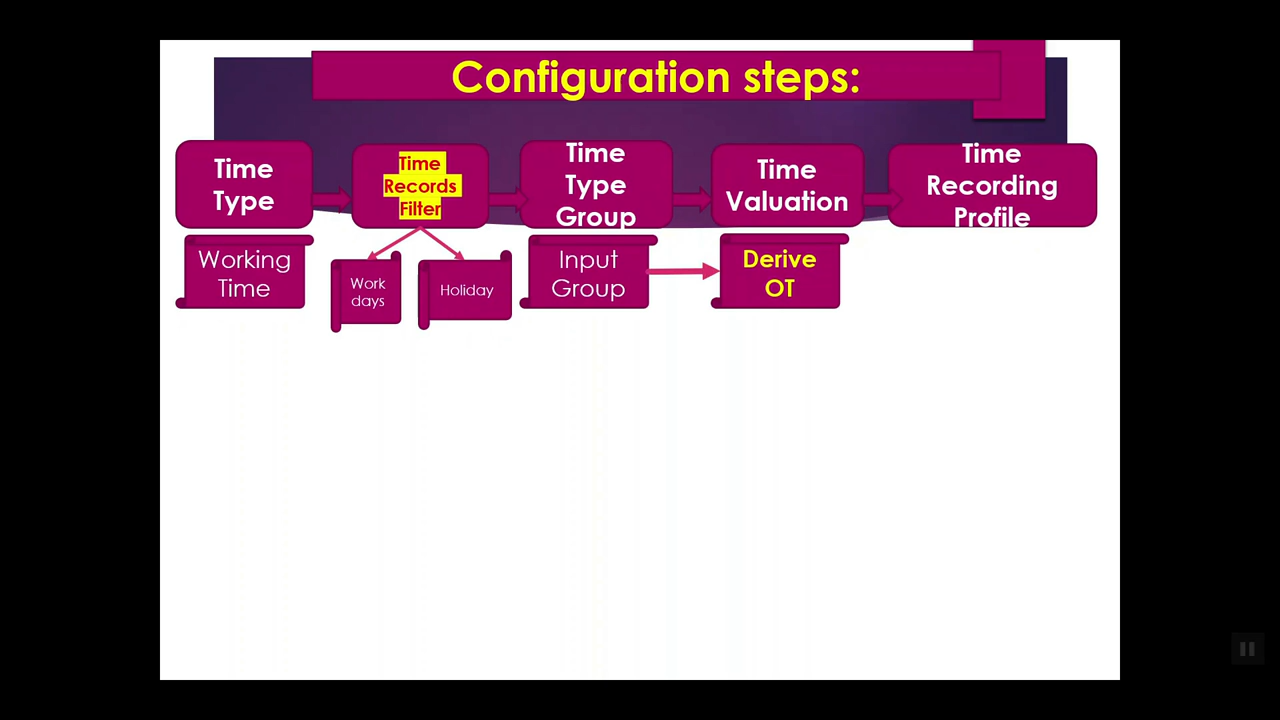 Configuration steps:
Time
Type
Time
Records
Filter
Time
Type
Group
Time
Valuation
Time
Recording
Profile
Working
Time
Work
days
Holiday
Input
Group
Derive
OT